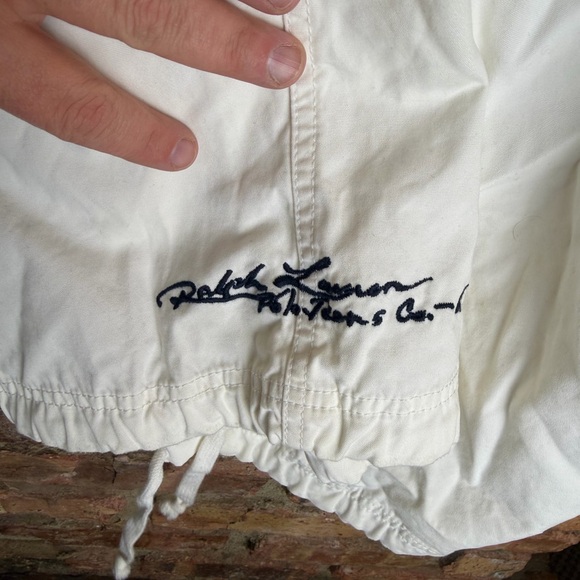 Ralph Lauren
Polo Jeans Co.